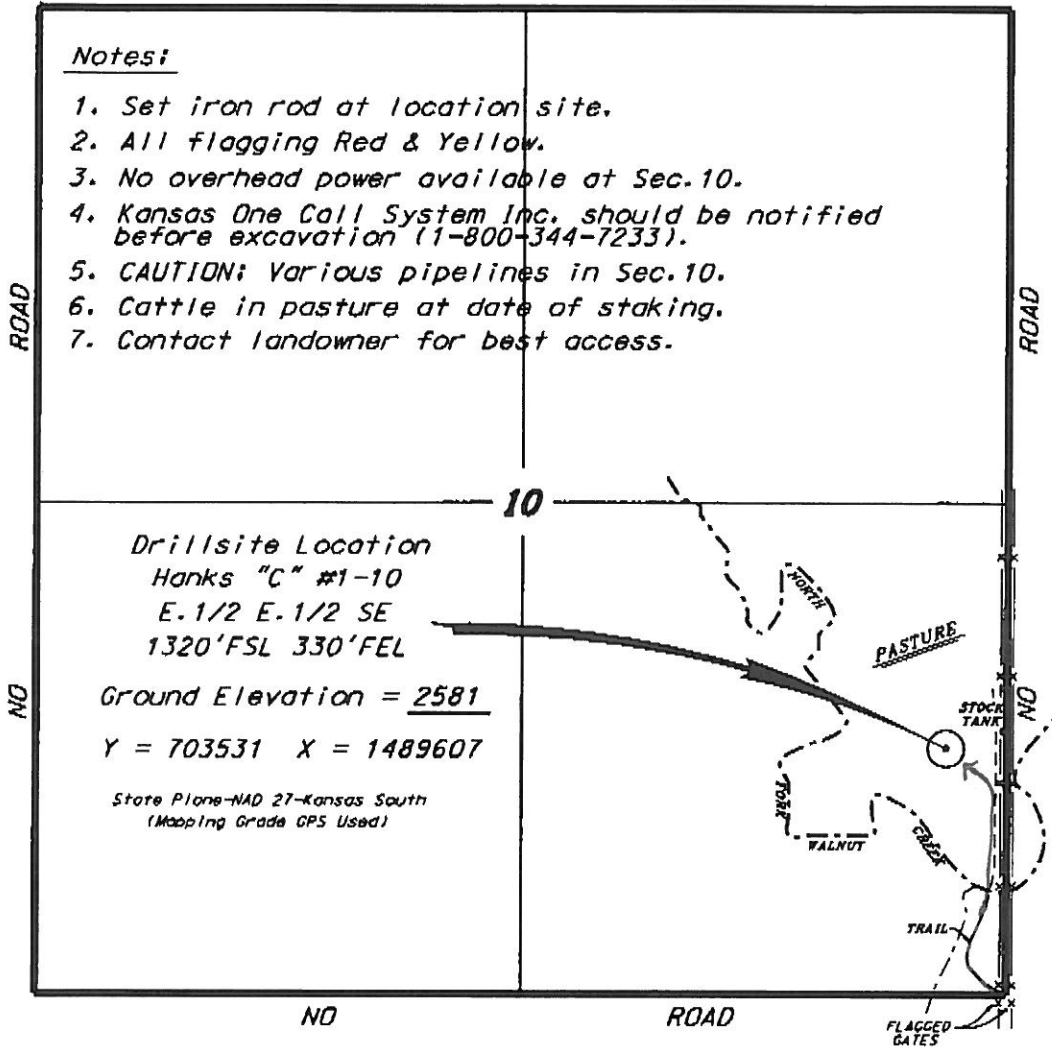 Notes:
1. Set iron rod at location site.
2. All flagging Red & Yellow.
3. No overhead power available at Sec.10.
4. Kansas One Call System Inc. should be notified
before excavation (1-800-344-7233).
5. CAUTION: Various pipelines in Sec.10.
6. Cattle in pasture at date of staking.
7. Contact landowner for best access.
NO ROAD
NO ROAD
10
Drillsite Location
Hanks "C" #1-10
E.1/2 E.1/2 SE
1320'FSL 330'FEL
Ground Elevation = 2581
Y = 703531 X = 1489607
State Plane-NAD 27-Kansas South
(Mapping Grade GPS Used)
NORTH
FORK
WALNUT
CREEK
PASTURE
STOCK
TANK
TRAIL
FLAGGED
GATES
NO ROAD